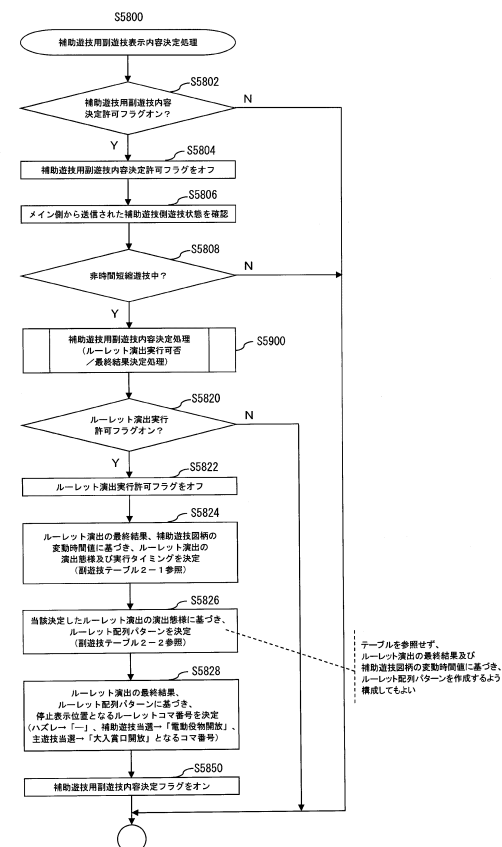 S5800
補助遊技用副遊技表示内容決定処理
S5802
補助遊技用副遊技内容
決定許可フラグオン？
N
Y
S5804
補助遊技用副遊技内容決定許可フラグをオフ
S5806
メイン側から送信された補助遊技側遊技状態を確認
S5808
非時間短縮遊技中？
N
Y
補助遊技用副遊技内容決定処理
（ルーレット演出実行可否
／最終結果決定処理）
S5900
S5820
ルーレット演出実行
許可フラグオン？
N
Y
S5822
ルーレット演出実行許可フラグをオフ
S5824
ルーレット演出の最終結果、補助遊技図柄の
変動時間値に基づき、ルーレット演出の
演出態様及び実行タイミングを決定
（副遊技テーブル２－１参照）
S5826
当該決定したルーレット演出の演出態様に基づき、
ルーレット配列パターンを決定
（副遊技テーブル２－２参照）
テーブルを参照せず、
ルーレット演出の最終結果及び
補助遊技図柄の変動時間値に基づき、
ルーレット配列パターンを作成するよう
構成してもよい
S5828
ルーレット演出の最終結果、
ルーレット配列パターンに基づき、
停止表示位置となるルーレットコマ番号を決定
（ハズレ→「―」、補助遊技当選→「電動役物開放」、
主遊技当選→「大入賞口開放」となるコマ番号）
S5850
補助遊技用副遊技内容決定フラグをオン